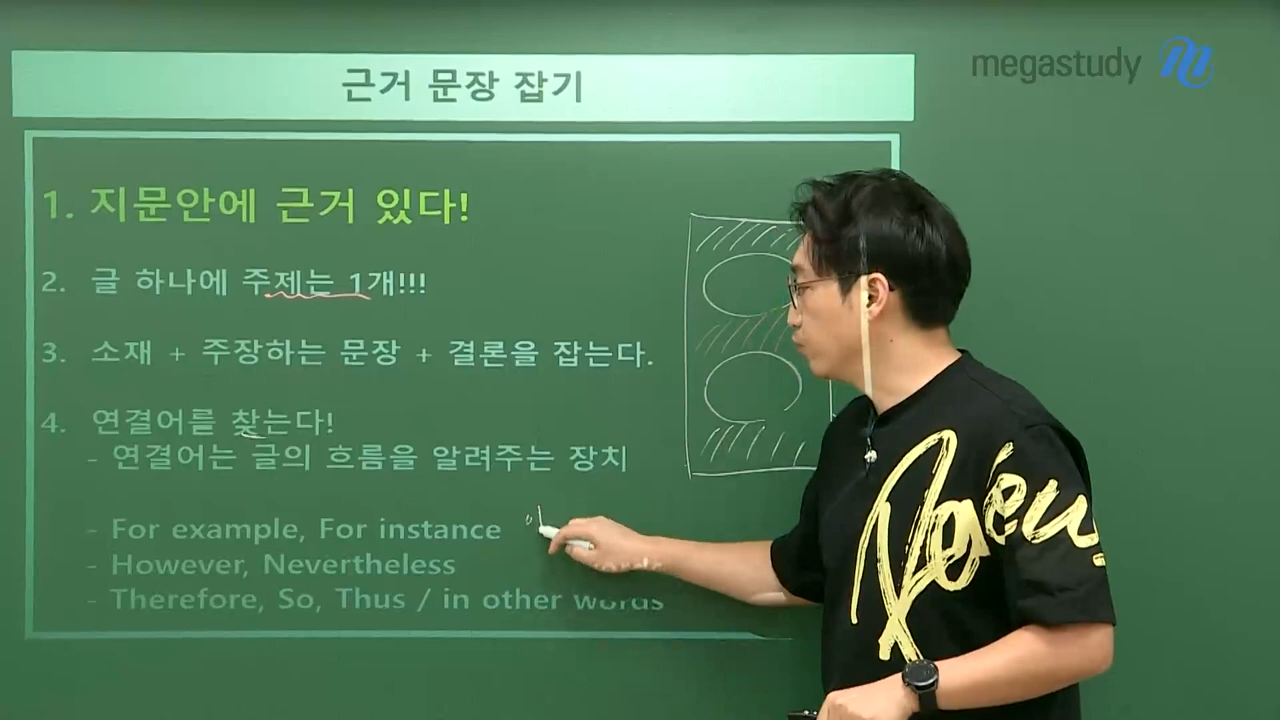 megastudy
근거 문장 잡기
1. 지문안에 근거 있다!
2. 글 하나에 주제는 1개!!!
3. 소재 + 주장하는 문장 + 결론을 잡는다.
4. 연결어를 찾는다!
- 연결어는 글의 흐름을 알려주는 장치
- For example, For instance
- However, Nevertheless
- Therefore, So, Thus / in other words